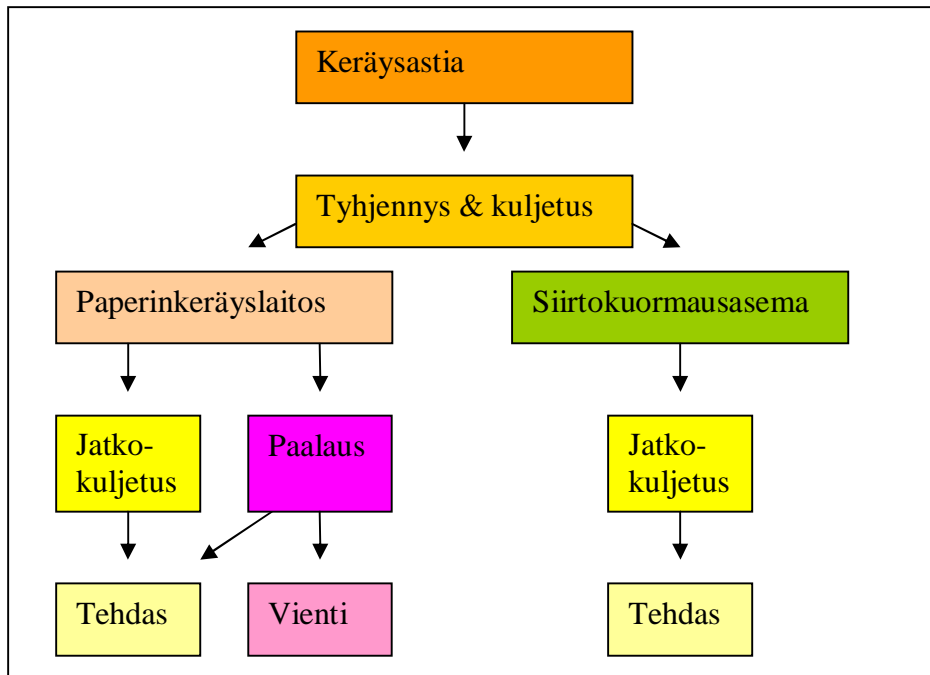 Keräysastia
Tyhjennys & kuljetus
Paperinkeräyslaitos
Siirtokuormausasema
Jatko-
kuljetus
Paalaus
Jatko-
kuljetus
Tehdas
Vienti
Tehdas